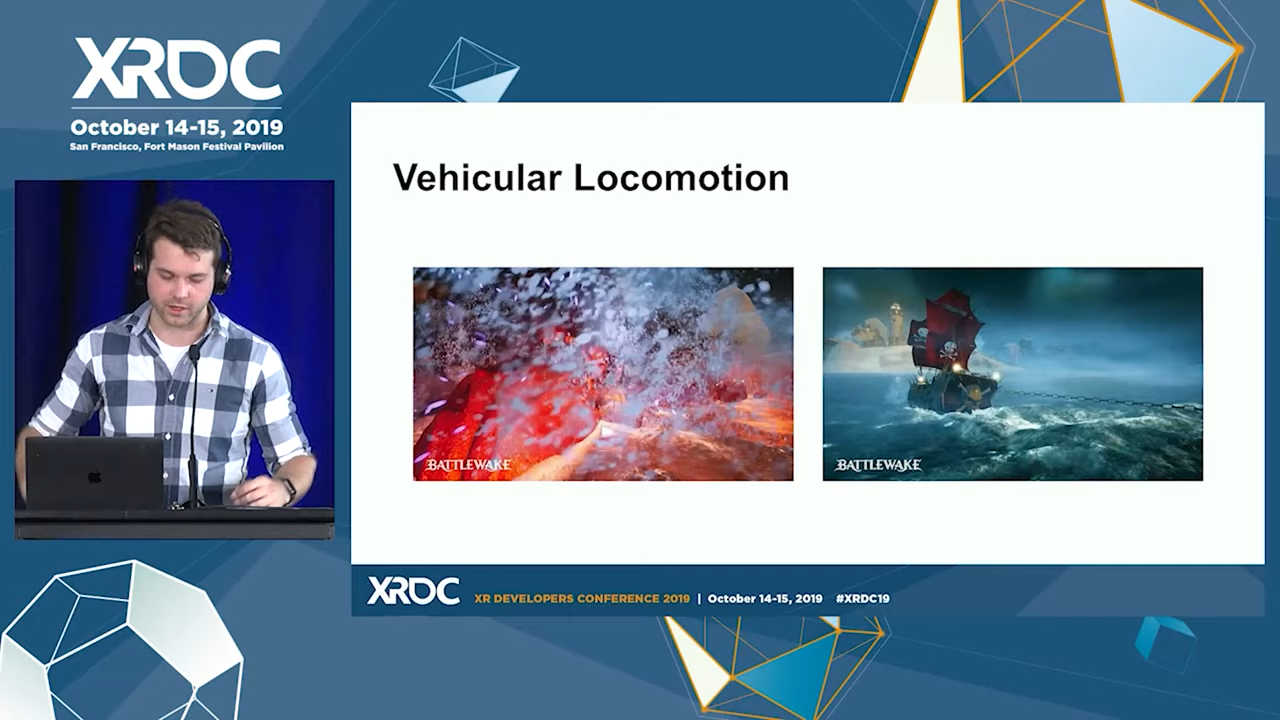 XRDC
October 14-15, 2019
San Francisco, Fort Mason Festival Pavilion
Vehicular Locomotion
BATTLEWAKE
BATTLEWAKE
XRDC XR DEVELOPERS CONFERENCE 2019 | October 14-15, 2019 #XRDC19